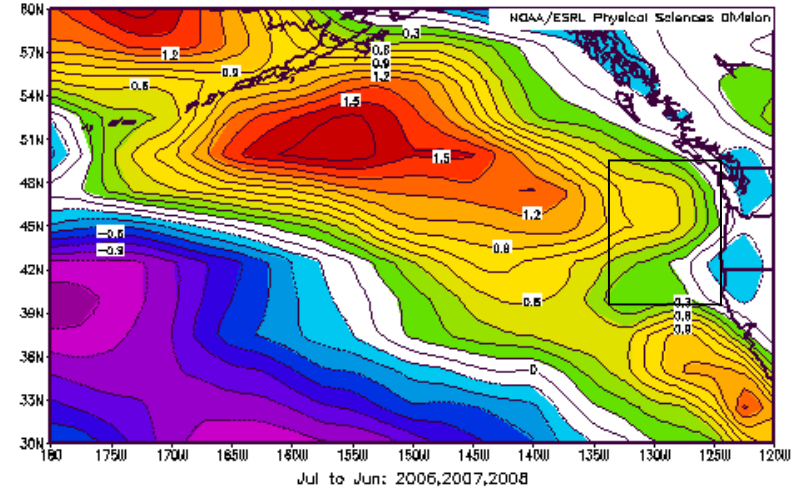 NOAA/ESRL Physical Sciences Division
60N
57N
54N
51N
48N
45N
42N
39N
36N
33N
30N
0.3
0.6
0.9
1.2
1.2
0.9
0.6
1.5
1.5
1.2
0.9
0.6
-0.6
-0.9
0.3
0.6
0.9
0
180 175W 170W 165W 160W 155W 150W 145W 140W 135W 130W 125W 120W
Jul to Jun: 2006,2007,2008